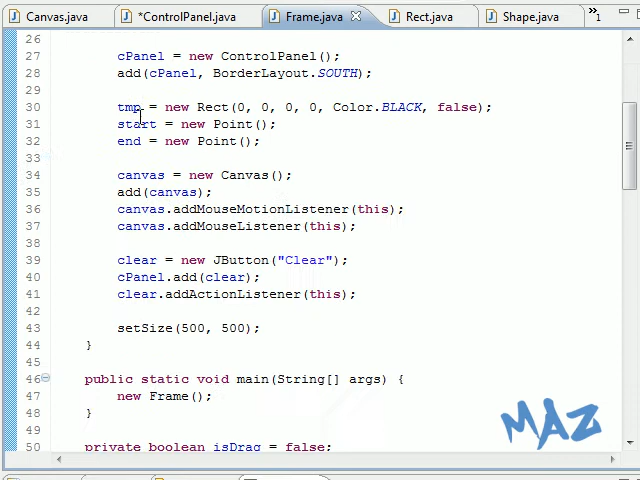 Canvas.java *ControlPanel.java Frame.java Rect.java Shape.java »1
26
27 cPanel = new ControlPanel();
28 add(cPanel, BorderLayout.SOUTH);
29
30 tmp = new Rect(0, 0, 0, 0, Color.BLACK, false);
31 start = new Point();
32 end = new Point();
33
34 canvas = new Canvas();
35 add(canvas);
36 canvas.addMouseMotionListener(this);
37 canvas.addMouseListener(this);
38
39 clear = new JButton("Clear");
40 cPanel.add(clear);
41 clear.addActionListener(this);
42
43 setSize(500, 500);
44 }
45
46 public static void main(String[] args) {
47 new Frame();
48 }
49
50 private boolean isDrag = false;
MAZ